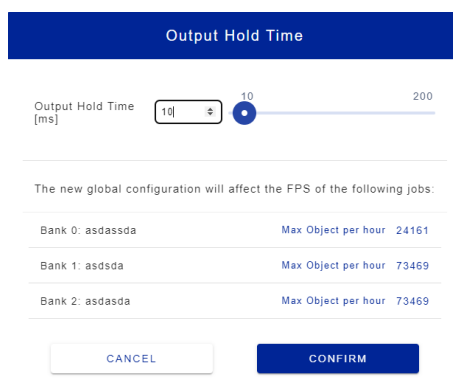 Output Hold Time
10 200
Output Hold Time
[ms]
10
The new global configuration will affect the FPS of the following jobs:
Bank 0: asdassda Max Object per hour 24161
Bank 1: asdsda Max Object per hour 73469
Bank 2: asdasda Max Object per hour 73469
CANCEL CONFIRM